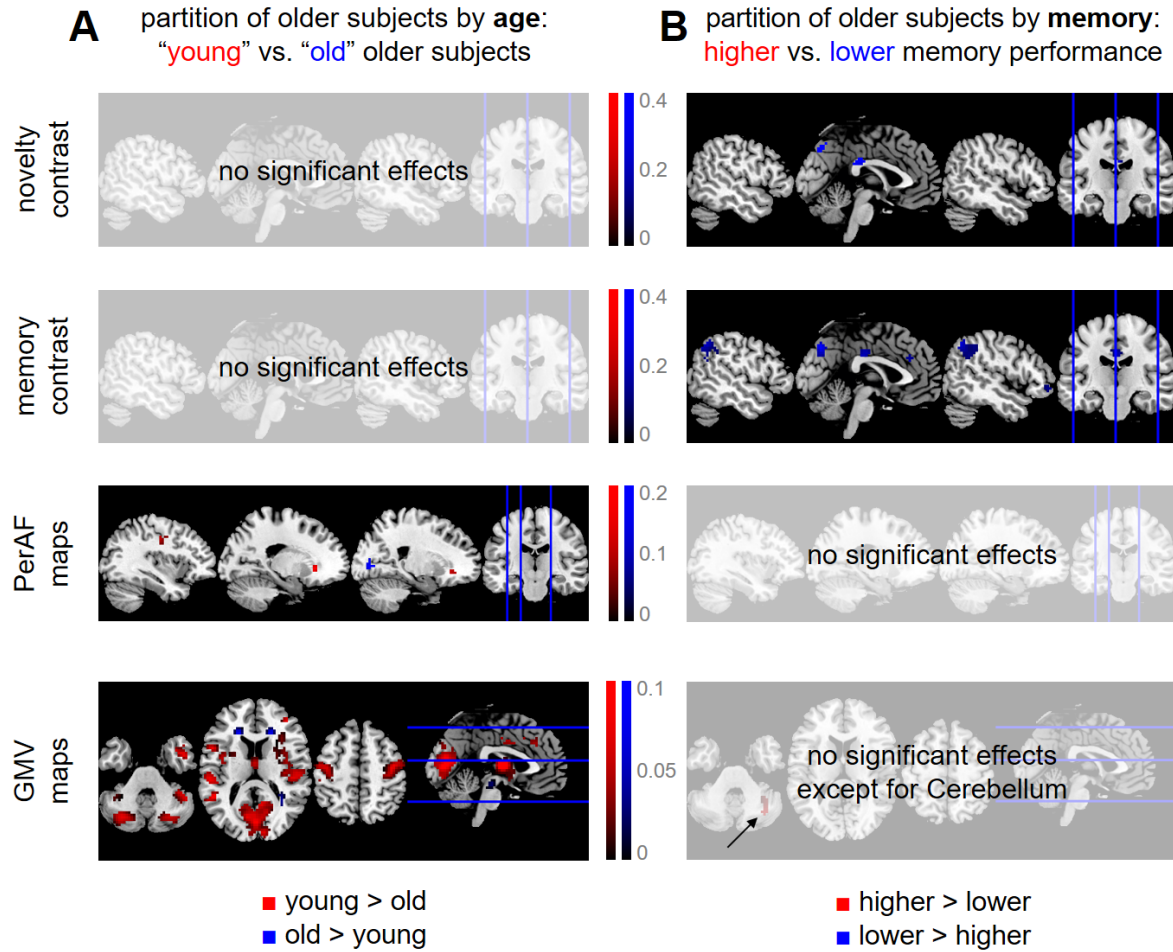 A
partition of older subjects by age:
“young” vs. “old” older subjects
B
partition of older subjects by memory:
higher vs. lower memory performance
novelty
contrast
no significant effects
0.4
0.2
0
memory
contrast
no significant effects
0.4
0.2
0
PerAF
maps
0.2
0.1
0
no significant effects
GMV
maps
0.1
0.05
0
no significant effects
except for Cerebellum
young > old
old > young
higher > lower
lower > higher